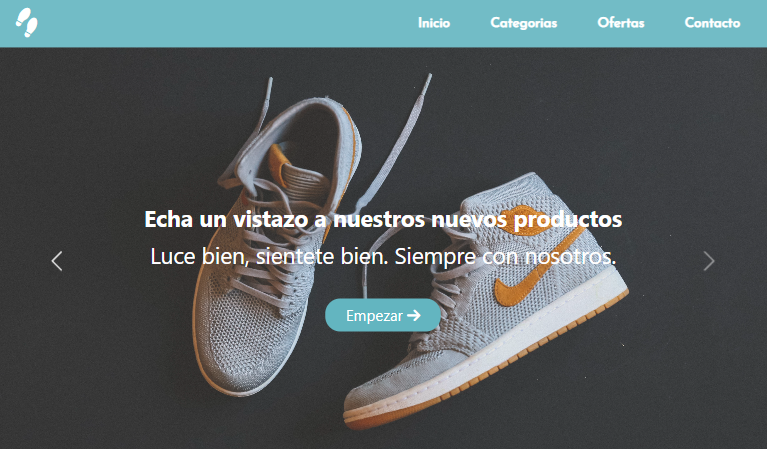 Inicio Categorias Ofertas Contacto
Echa un vistazo a nuestros nuevos productos
Luce bien, sientete bien. Siempre con nosotros.
Empezar